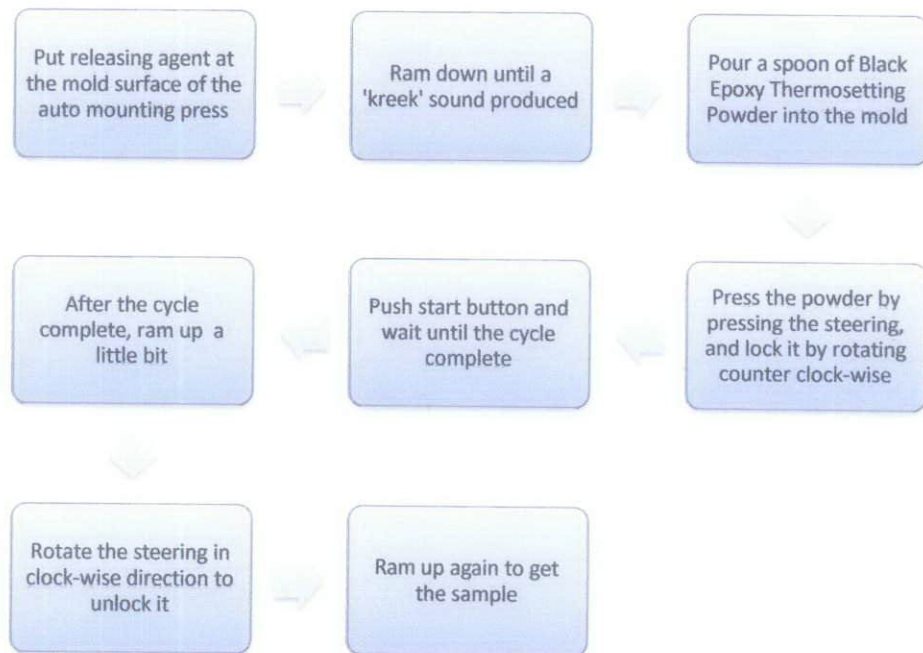 Put releasing agent at
the mold surface of the
auto mounting press
Ram down until a
'kreek' sound produced
Pour a spoon of Black
Epoxy Thermosetting
Powder into the mold
Press the powder by
pressing the steering,
and lock it by rotating
counter clock-wise
Push start button and
wait until the cycle
complete
After the cycle
complete, ram up a
little bit
Rotate the steering in
clock-wise direction to
unlock it
Ram up again to get
the sample